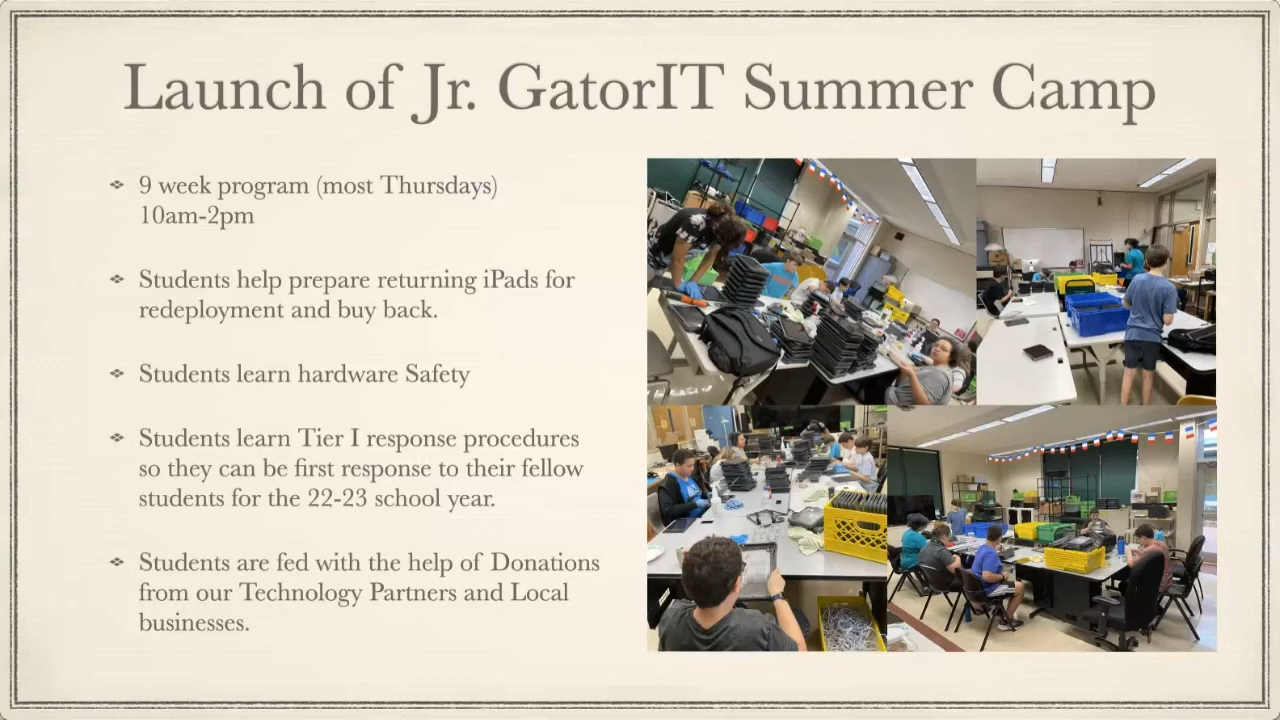 Launch of Jr. GatorIT Summer Camp
9 week program (most Thursdays)
10am-2pm
Students help prepare returning iPads for
redeployment and buy back.
Students learn hardware Safety
Students learn Tier I response procedures
so they can be first response to their fellow
students for the 22-23 school year.
Students are fed with the help of Donations
from our Technology Partners and Local
businesses.